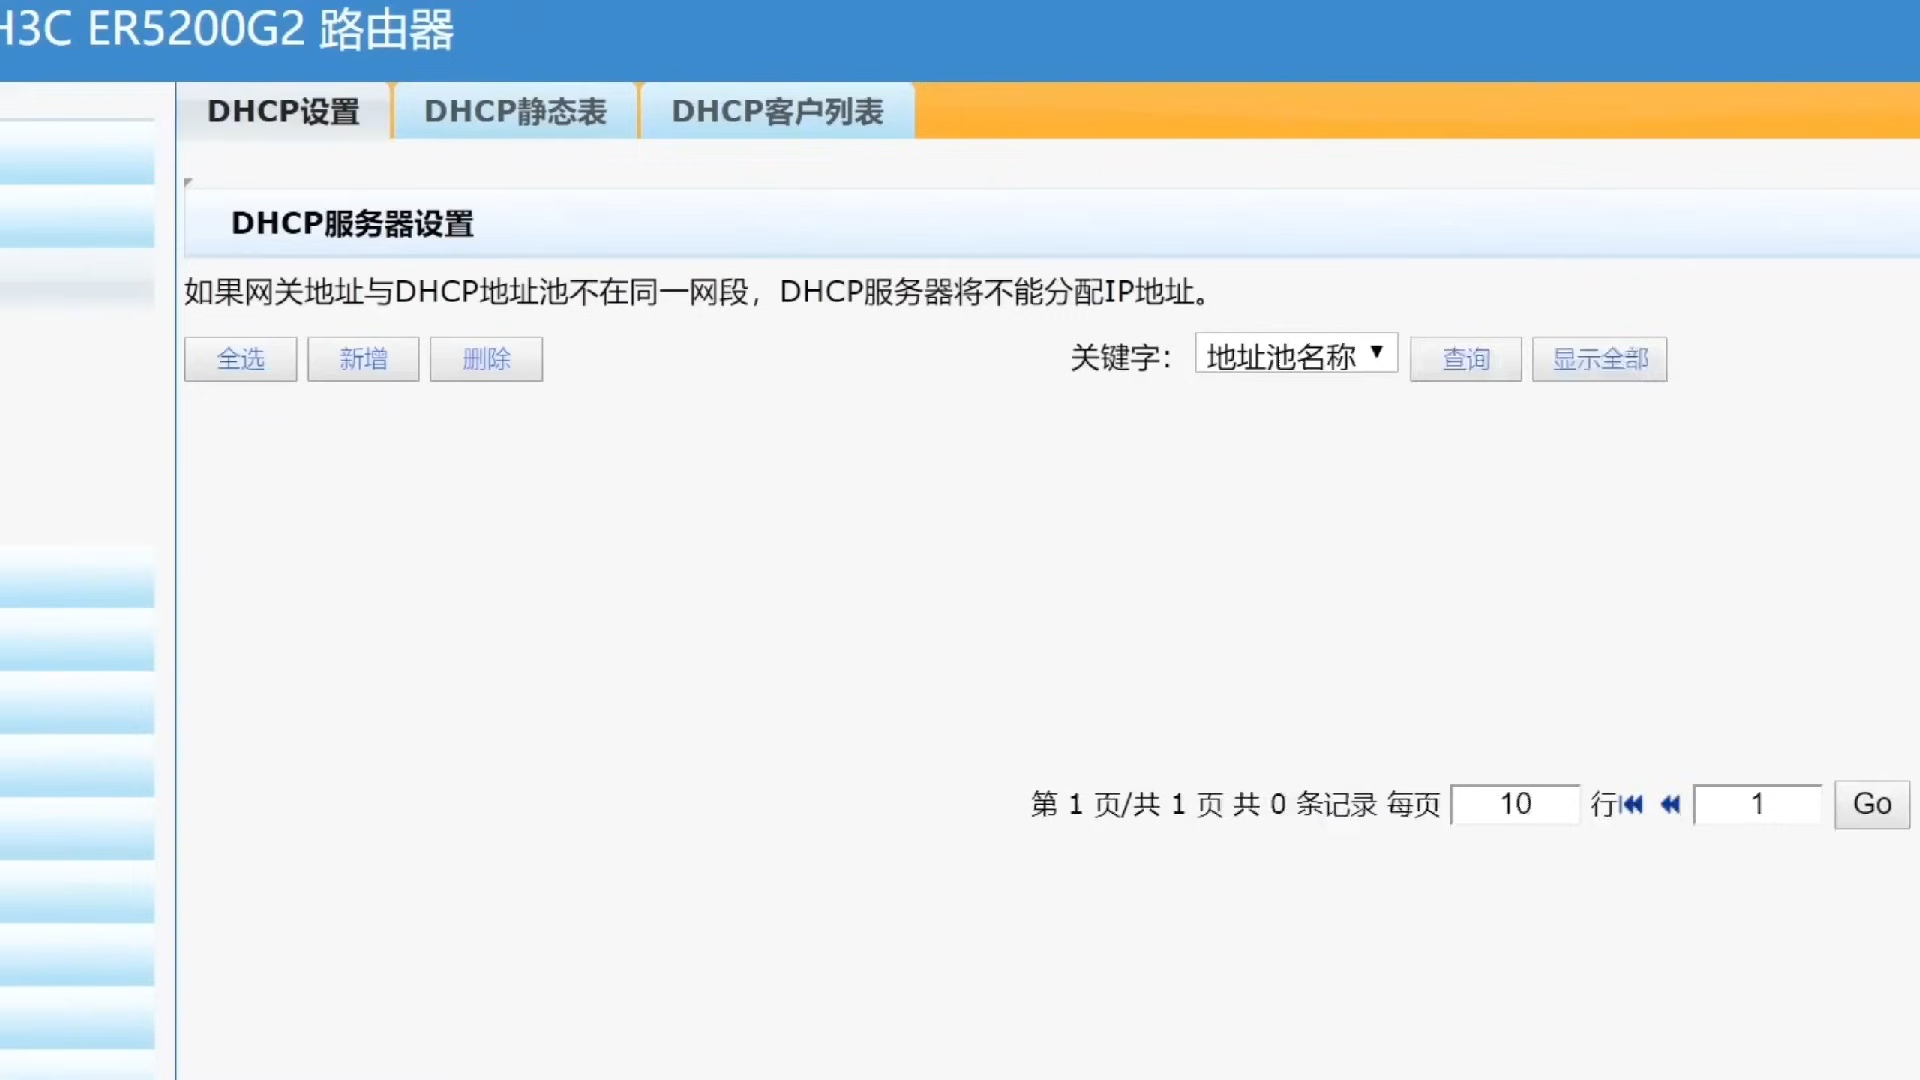 H3C ER5200G2 路由器
DHCP设置 DHCP静态表 DHCP客户列表
DHCP服务器设置
如果网关地址与DHCP地址池不在同一网段，DHCP服务器将不能分配IP地址。
全选 新增 删除 关键字： 地址池名称 查询 显示全部
第 1 页/共 1 页 共 0 条记录 每页 10 行 1 Go